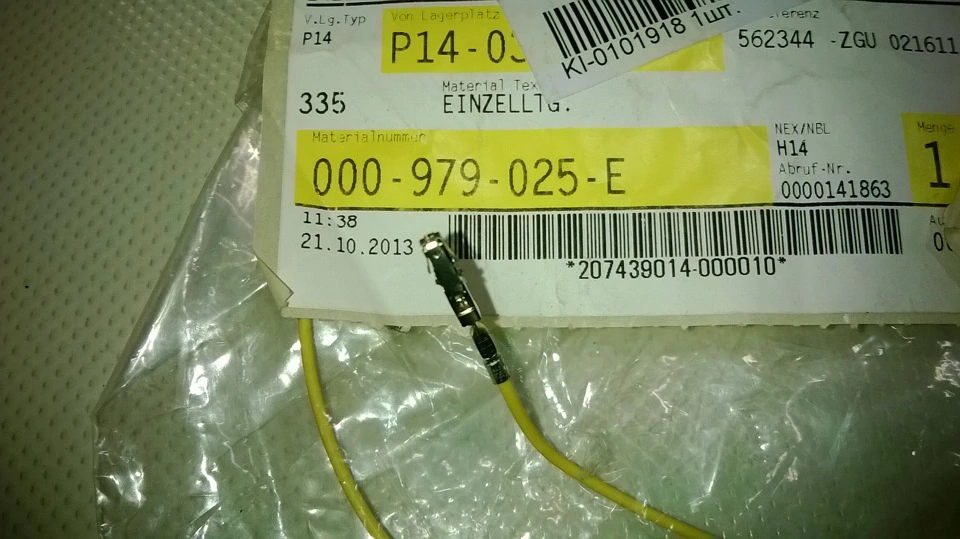 V.Lg.Typ
P14
Von Lagerplatz
P14-03
KI-0101918 1шт.
562344 -ZGU 021611
335
Material Tex
EINZELLTG.
Materialnummer
000-979-025-E
NEX/NBL
H14
Abruf-Nr.
0000141863
Menge
1
11:38
21.10.2013
*207439014-000010*